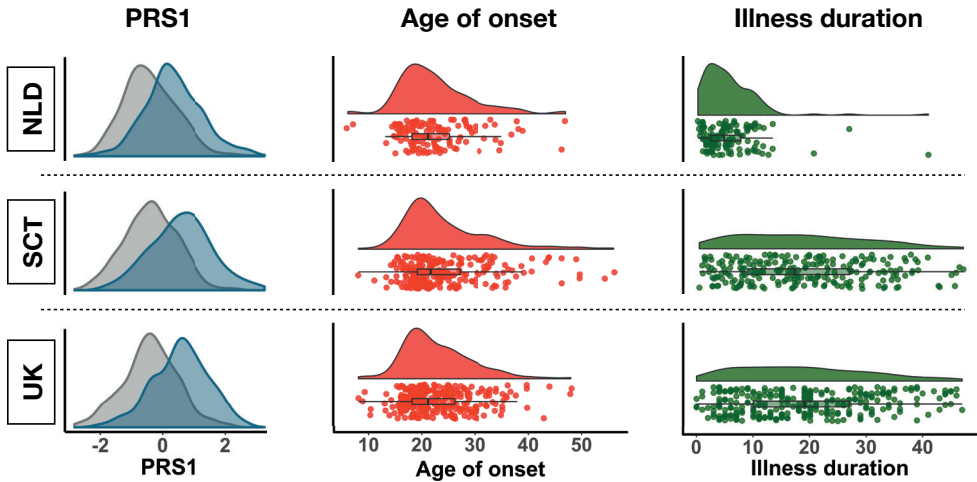 PRS1 Age of onset Illness duration
NLD
SCT
UK
-2 0 2 10 20 30 40 50 0 10 20 30 40
PRS1 Age of onset Illness duration